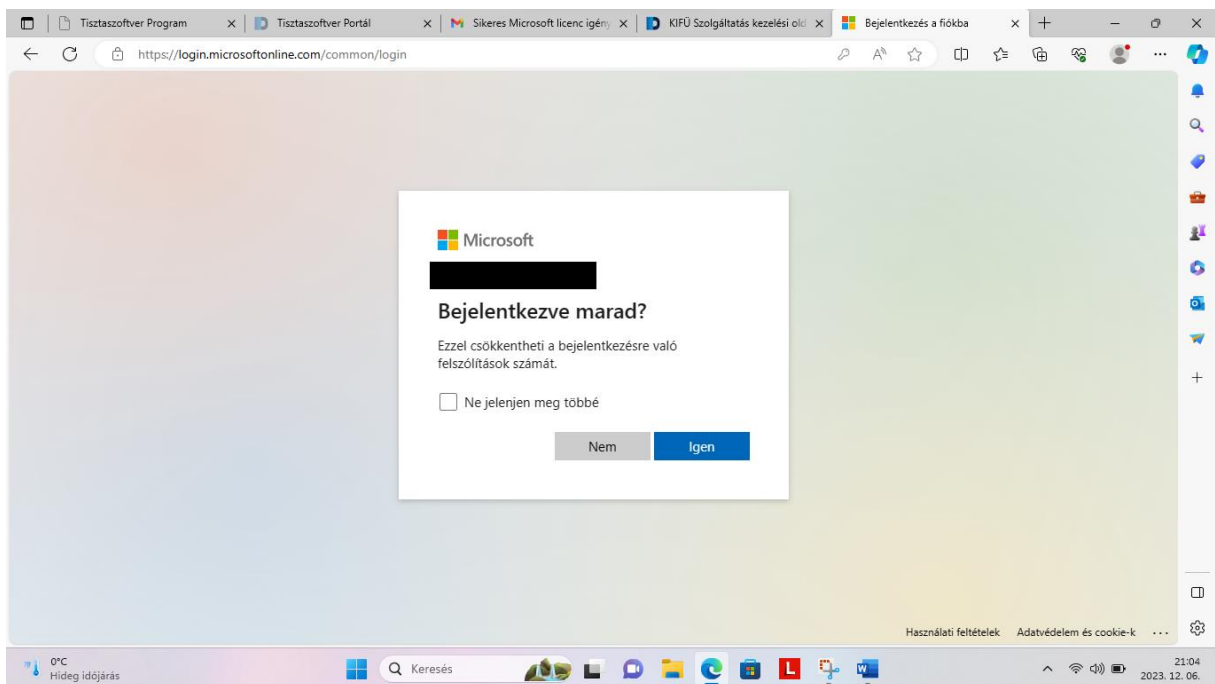 Tisztaszoftver Program
Tisztaszoftver Portál
Sikeres Microsoft licenc igény
KIFÜ Szolgáltatás kezelési old
Bejelentkezés a fiókba
https://login.microsoftonline.com/common/login
Microsoft
Bejelentkezve marad?
Ezzel csökkentheti a bejelentkezésre való
felszólítások számát.
Ne jelenjen meg többé
Nem
Igen
Használati feltételek Adatvédelem és cookie-k ...
0°C
Hideg időjárás
Keresés
21:04
2023. 12. 06.